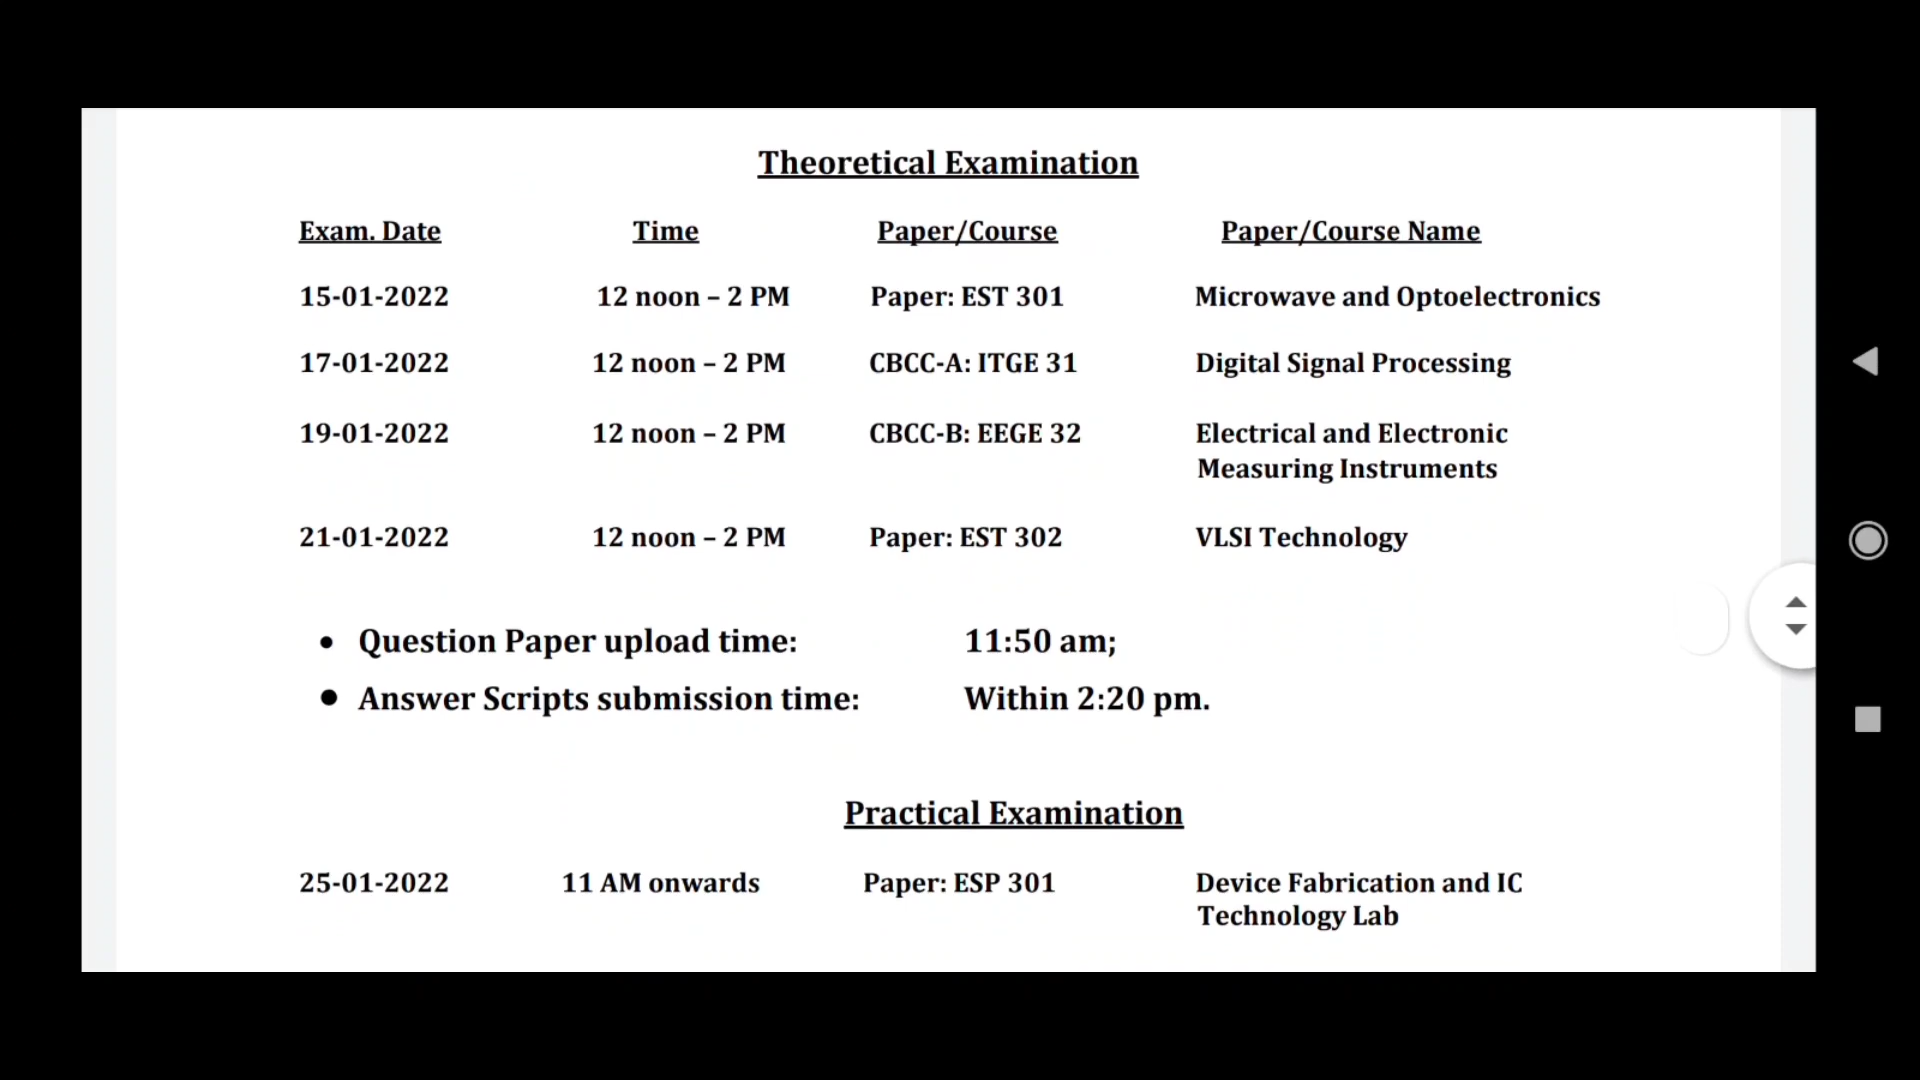 Theoretical Examination
Exam. Date Time Paper/Course Paper/Course Name
15-01-2022 12 noon – 2 PM Paper: EST 301 Microwave and Optoelectronics
17-01-2022 12 noon – 2 PM CBCC-A: ITGE 31 Digital Signal Processing
19-01-2022 12 noon – 2 PM CBCC-B: EEGE 32 Electrical and Electronic
Measuring Instruments
21-01-2022 12 noon – 2 PM Paper: EST 302 VLSI Technology
• Question Paper upload time: 11:50 am;
• Answer Scripts submission time: Within 2:20 pm.
Practical Examination
25-01-2022 11 AM onwards Paper: ESP 301 Device Fabrication and IC
Technology Lab